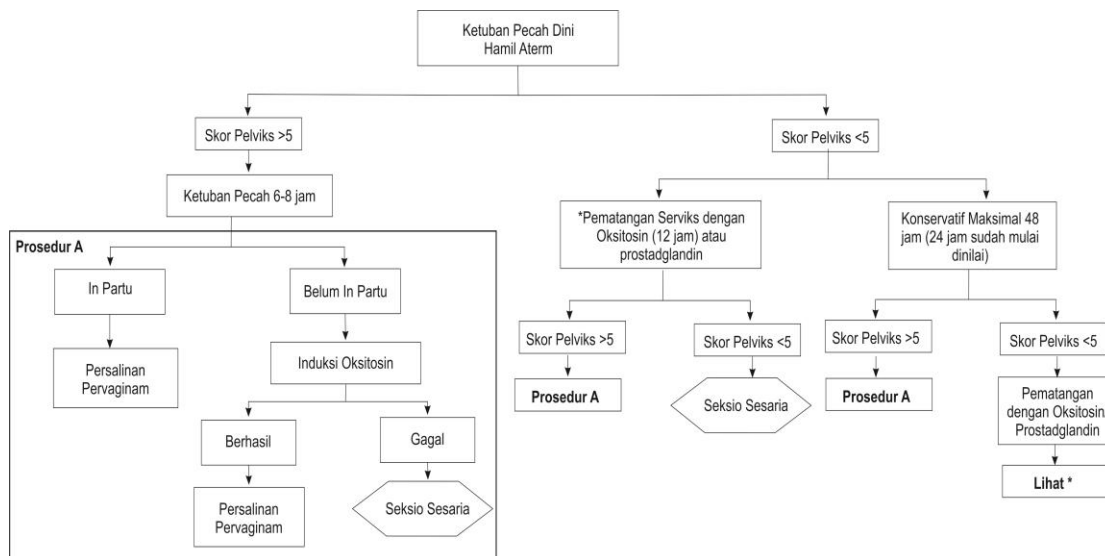 Ketuban Pecah Dini
Hamil Aterm
Skor Pelviks >5
Skor Pelviks <5
Ketuban Pecah 6-8 jam
Prosedur A
In Partu
Belum In Partu
Persalinan
Pervaginam
Induksi Oksitosin
Berhasil
Gagal
Persalinan
Pervaginam
Seksio Sesaria
*Pematangan Serviks dengan
Oksitosin (12 jam) atau
prostadglandin
Konservatif Maksimal 48
jam (24 jam sudah mulai
dinilai)
Skor Pelviks >5
Skor Pelviks <5
Prosedur A
Seksio Sesaria
Skor Pelviks >5
Skor Pelviks <5
Prosedur A
Pematangan
dengan Oksitosin/
Prostadglandin
Lihat *